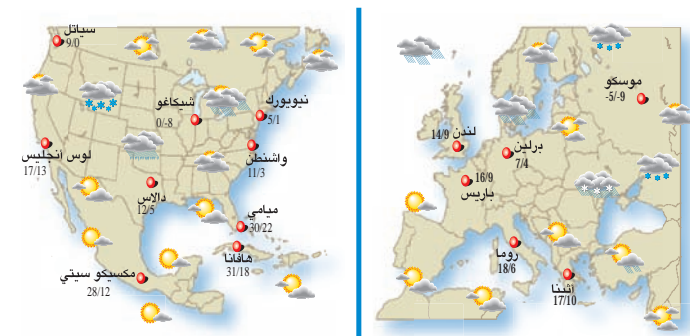 سياتل
9/0
شيكاغو
0/-8
نيويورك
5/1
لوس انجليس
17/13
واشنطن
11/3
دالاس
12/5
ميامي
30/22
هافانا
31/18
مكسيكو سيتي
28/12
موسكو
-5/-9
لندن 14/9
برلين
7/4
16/9
باريس
روما
18/6
أثينا
17/10